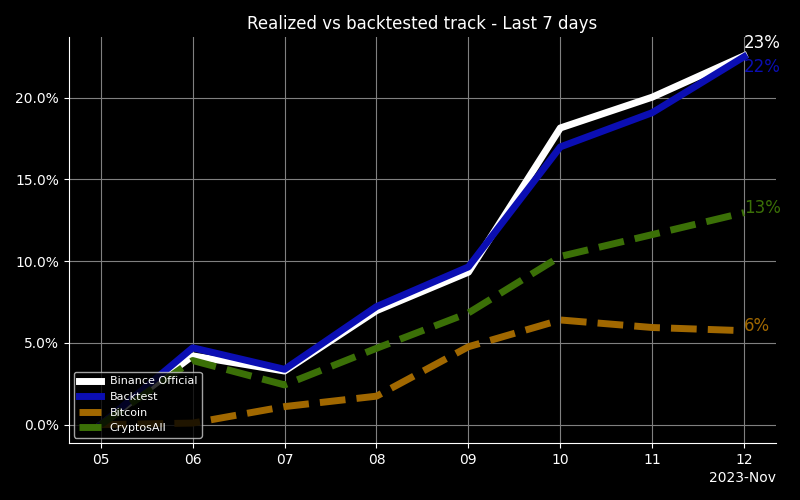 Realized vs backtested track - Last 7 days
23%
22%
20.0%
15.0%
13%
10.0%
6%
5.0%
0.0%
Binance Official
Backtest
Bitcoin
CryptosAll
05 06 07 08 09 10 11 12
2023-Nov